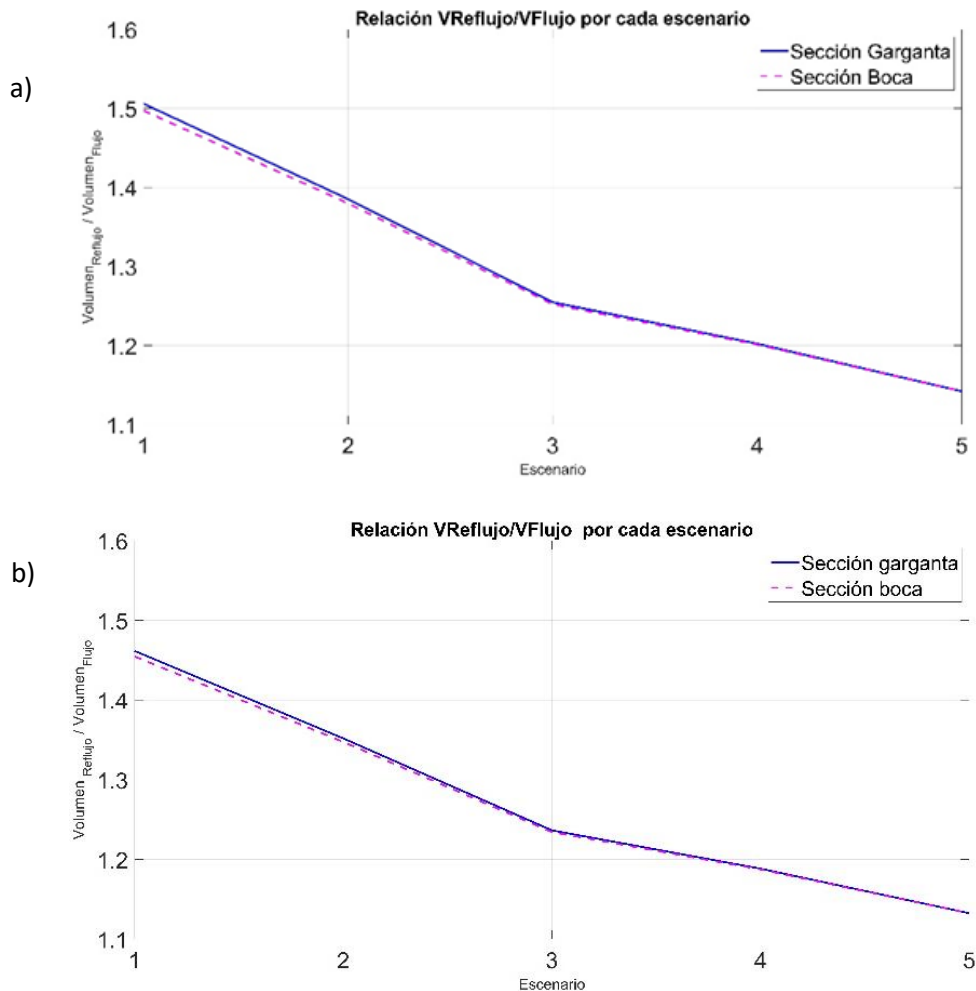 a)
Relación VReflujo/VFlujo por cada escenario
Sección Garganta
Sección Boca
Volumen_Reflujo / Volumen_Flujo
1.6
1.5
1.4
1.3
1.2
1.1
1 2 3 4 5
Escenario
b)
Relación VReflujo/VFlujo por cada escenario
Sección garganta
Sección boca
Volumen_Reflujo / Volumen_Flujo
1.6
1.5
1.4
1.3
1.2
1.1
1 2 3 4 5
Escenario